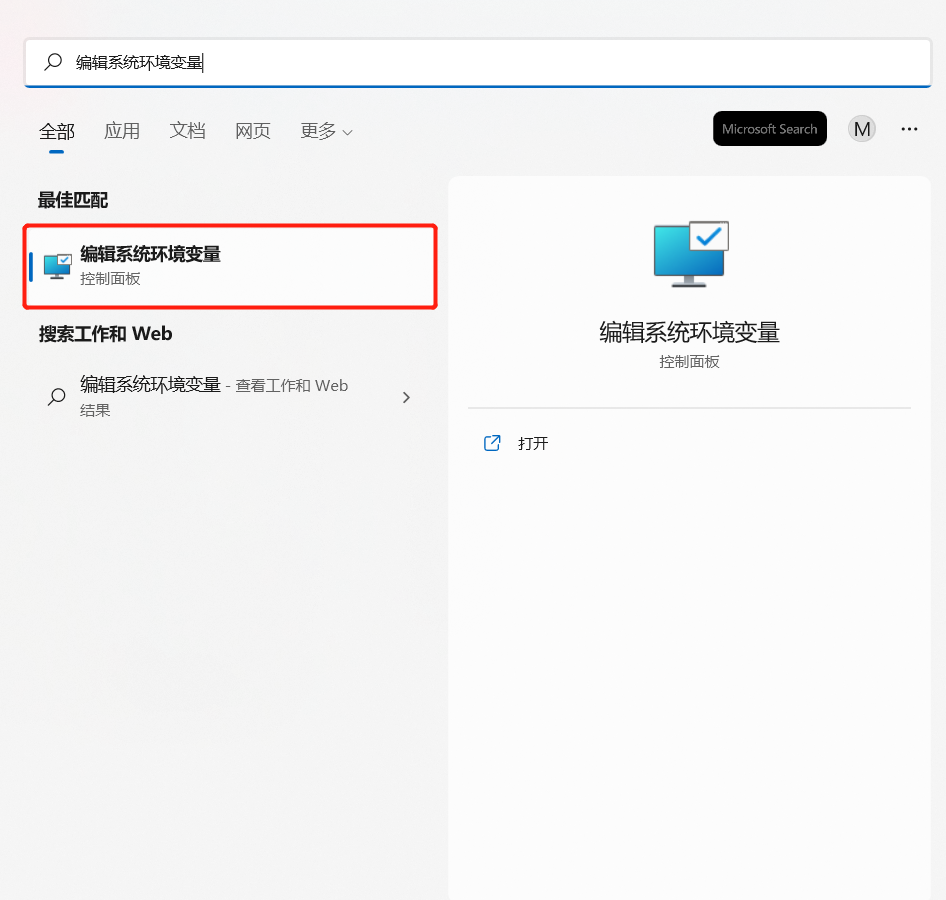 编辑系统环境变量
全部
应用
文档
网页
更多
Microsoft Search
M
最佳匹配
编辑系统环境变量
控制面板
搜索工作和 Web
编辑系统环境变量 - 查看工作和 Web
结果
编辑系统环境变量
控制面板
打开